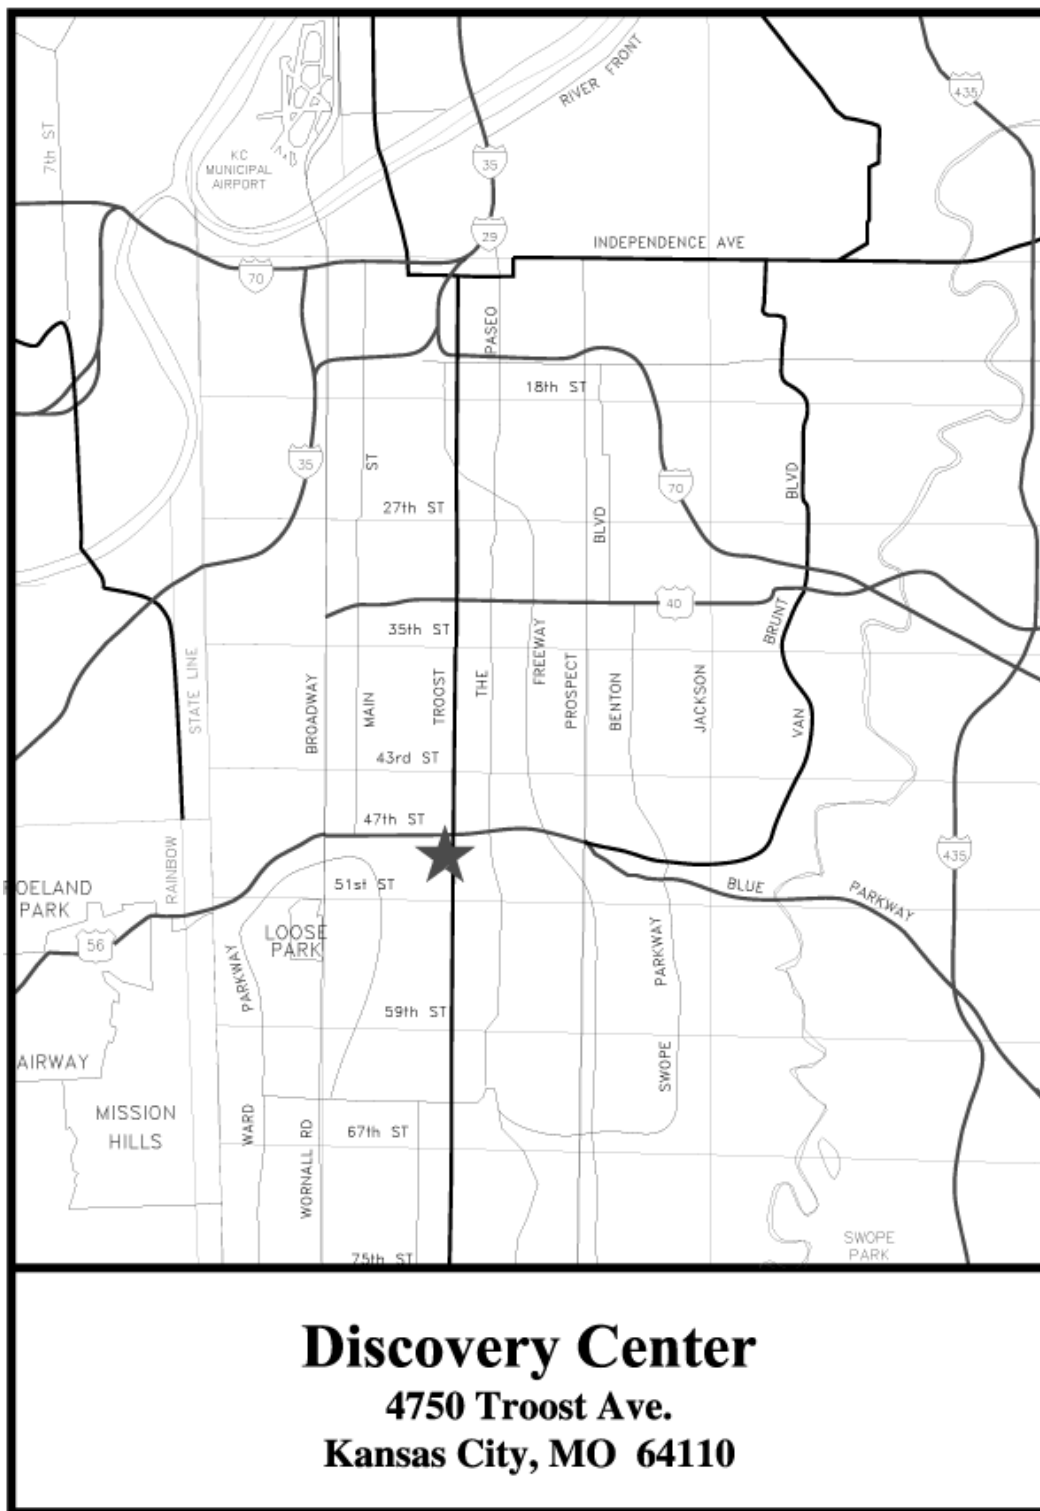 RIVER FRONT
435
7th ST
KC
MUNICIPAL
AIRPORT
35
29
INDEPENDENCE AVE
70
PASEO
18th ST
35
ST
70
BLVD
27th ST
BLVD
40
35th ST
BRUNT
FREEWAY
STATE LINE
BROADWAY
MAIN
TROOST
THE
PROSPECT
BENTON
JACKSON
VAN
43rd ST
47th ST
435
RAINBOW
51st ST
BLUE
PARKWAY
OELAND
PARK
LOOSE
PARK
56
PARKWAY
PARKWAY
59th ST
AIRWAY
SWOPE
MISSION
HILLS
WARD
WORNALL RD
67th ST
SWOPE
PARK
75th ST
Discovery Center
4750 Troost Ave.
Kansas City, MO 64110